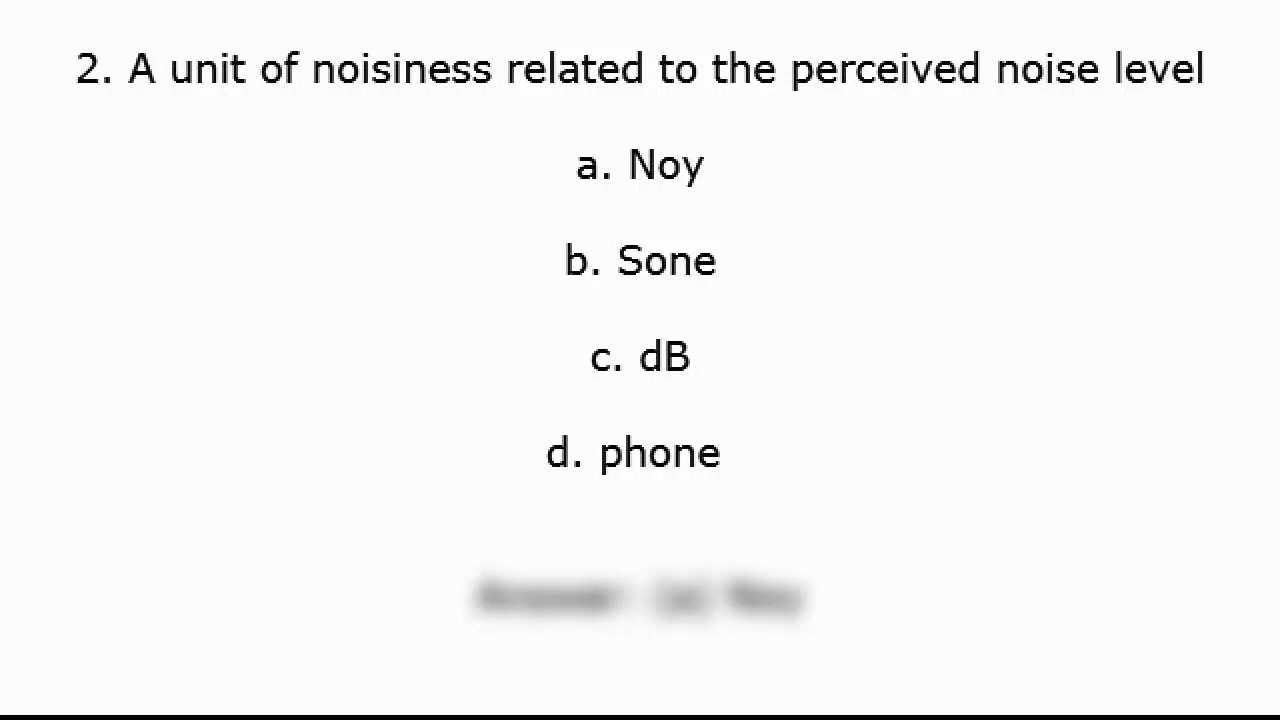 2. A unit of noisiness related to the perceived noise level
a. Noy
b. Sone
c. dB
d. phone